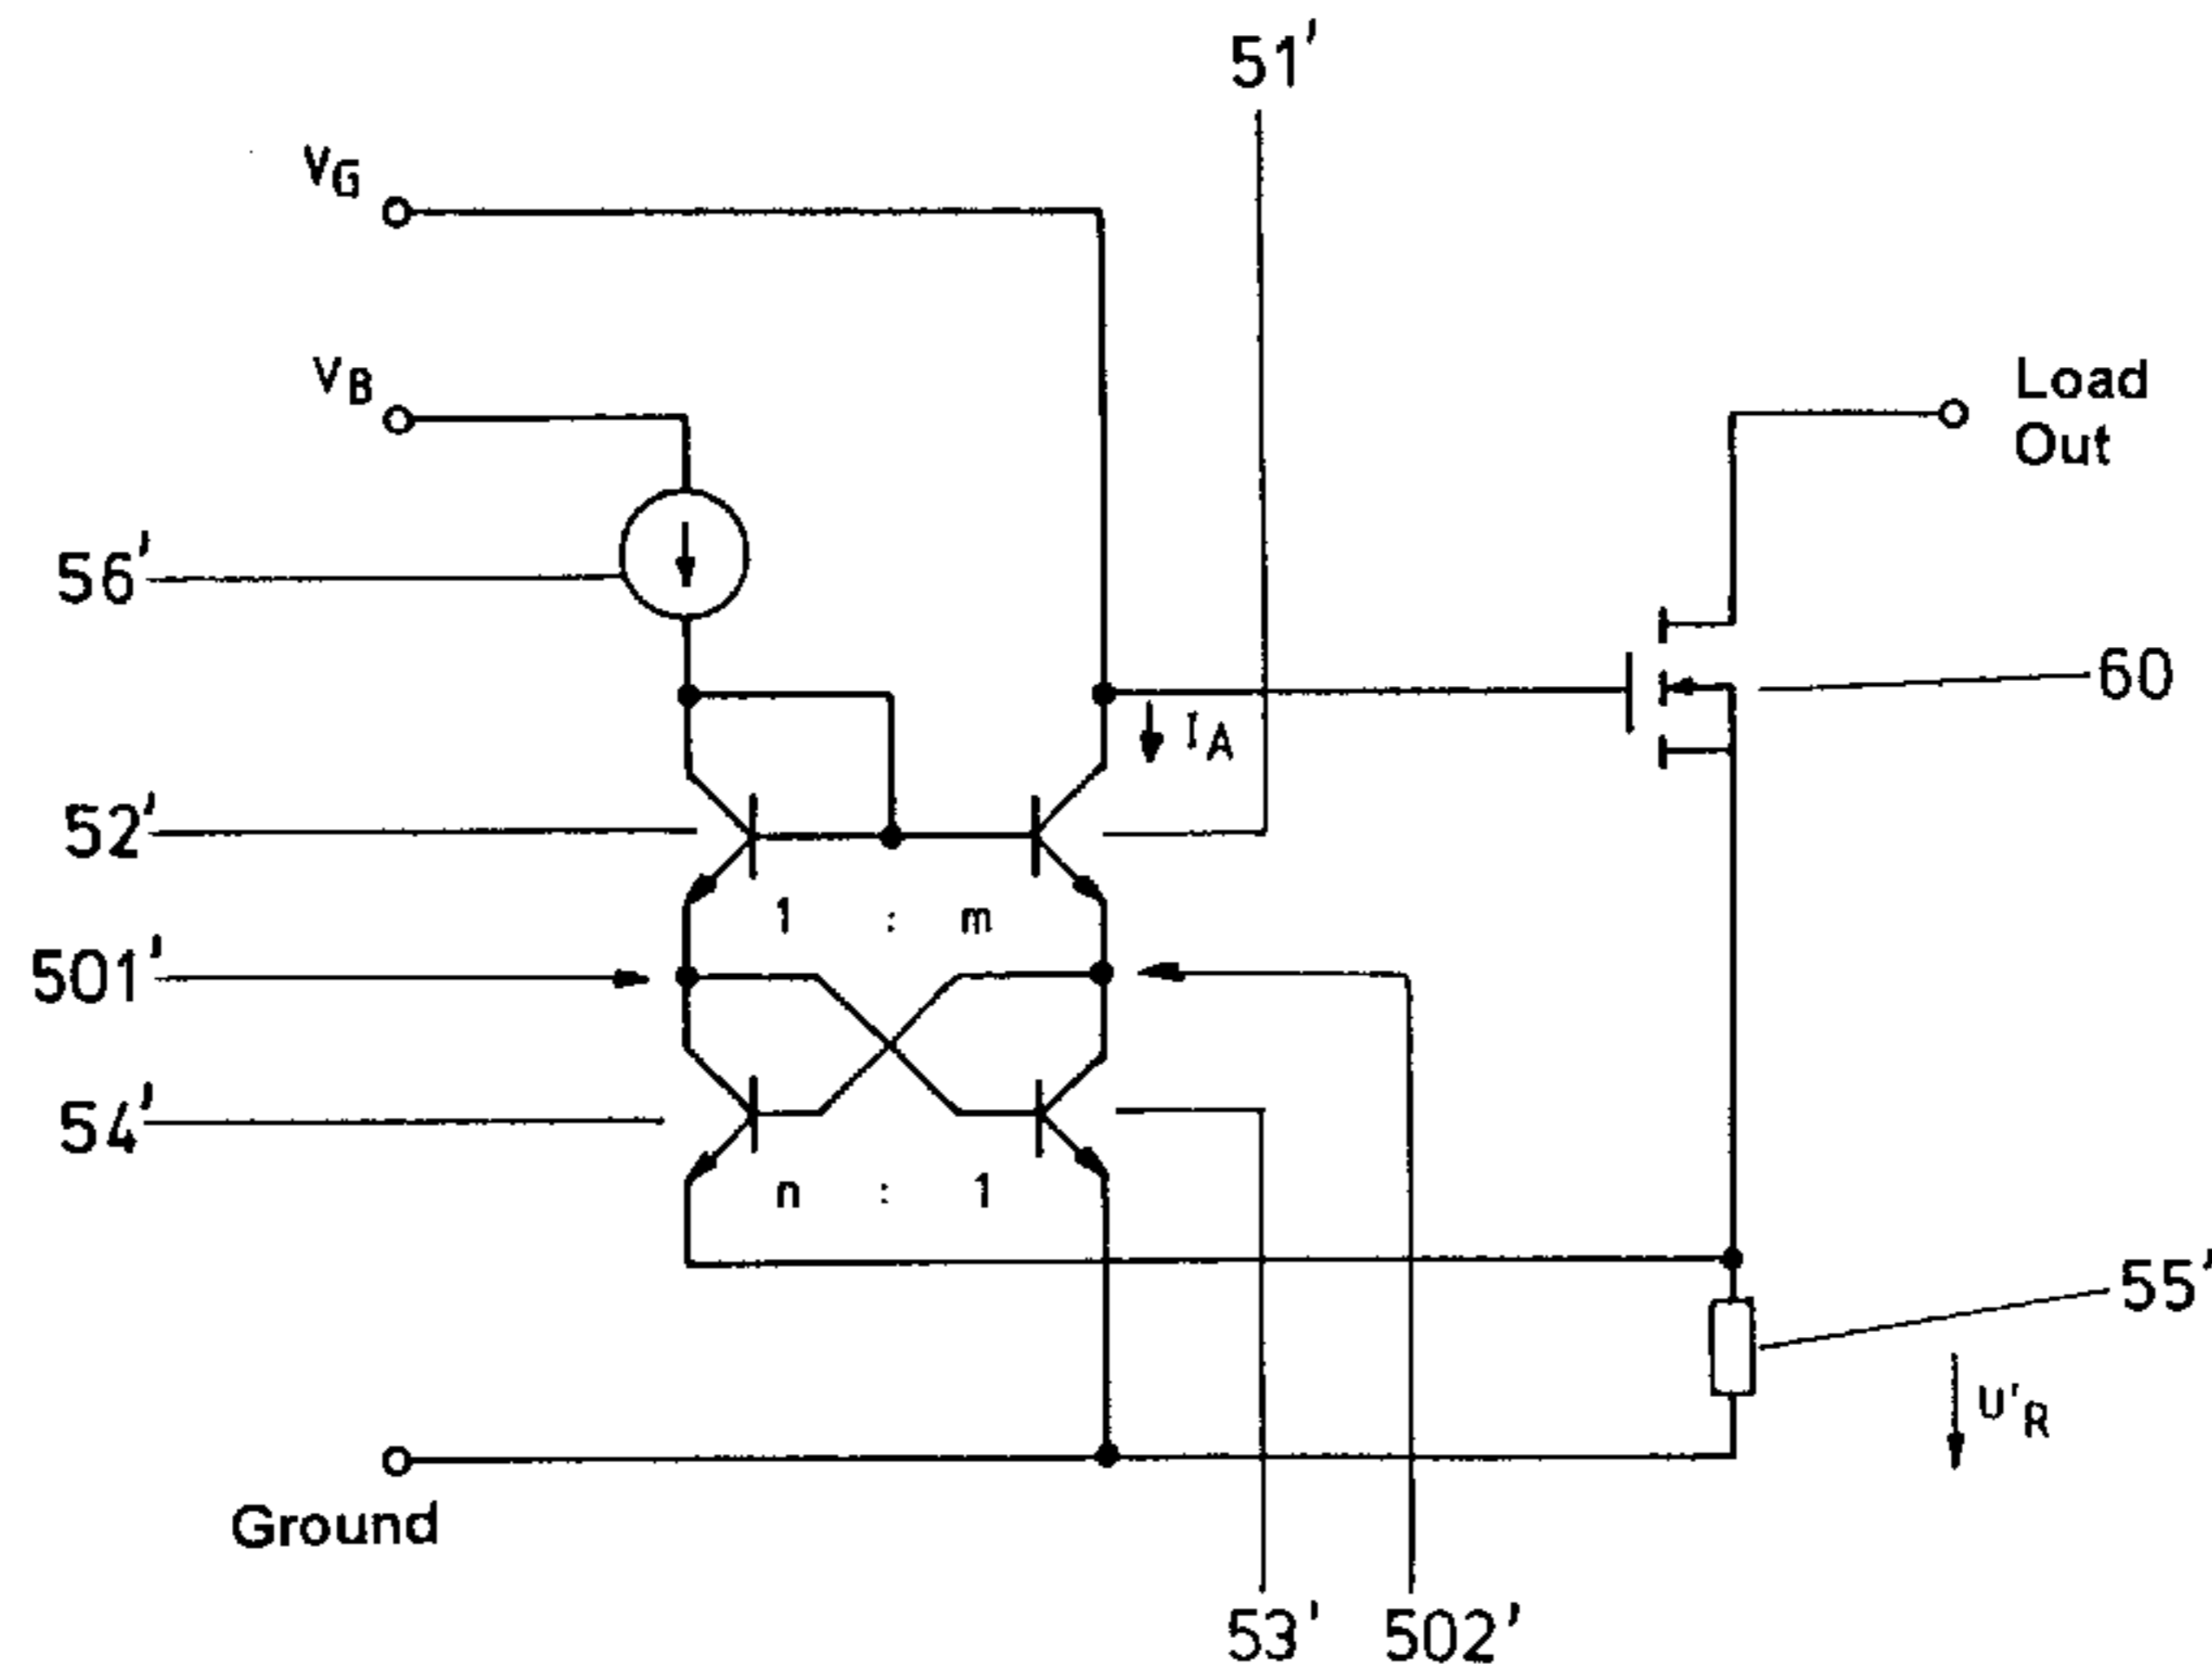 51'
VG
VB
Load
Out
56'
60
IA
52'
1 : m
501'
54'
n : 1
55'
U'R
Ground
53'
502'